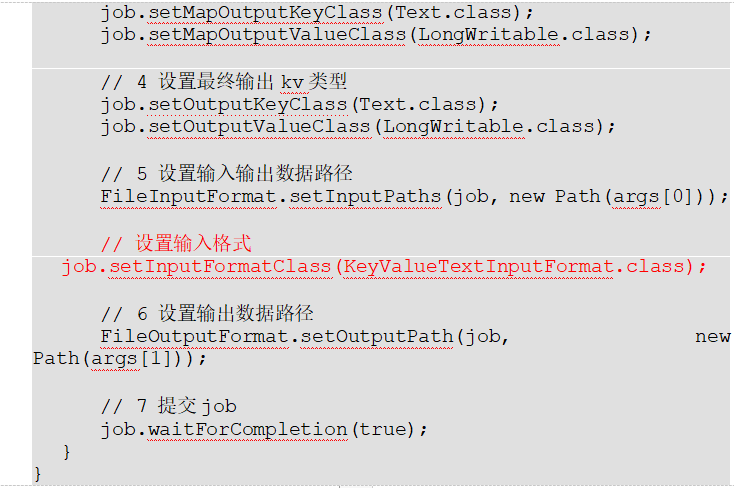 job.setMapOutputKeyClass(Text.class);
job.setMapOutputValueClass(LongWritable.class);
// 4 设置最终输出 kv 类型
job.setOutputKeyClass(Text.class);
job.setOutputValueClass(LongWritable.class);
// 5 设置输入输出数据路径
FileInputFormat.setInputPaths(job, new Path(args[0]));
// 设置输入格式
job.setInputFormatClass(KeyValueTextInputFormat.class);
// 6 设置输出数据路径
FileOutputFormat.setOutputPath(job, new
Path(args[1]));
// 7 提交 job
job.waitForCompletion(true);
}
}